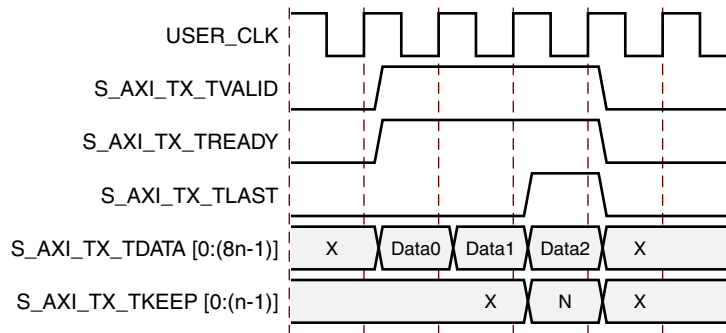 USER_CLK
S_AXI_TX_TVALID
S_AXI_TX_TREADY
S_AXI_TX_TLAST
S_AXI_TX_TDATA [0:(8n-1)] X Data0 Data1 Data2 X
S_AXI_TX_TKEEP [0:(n-1)] X N X